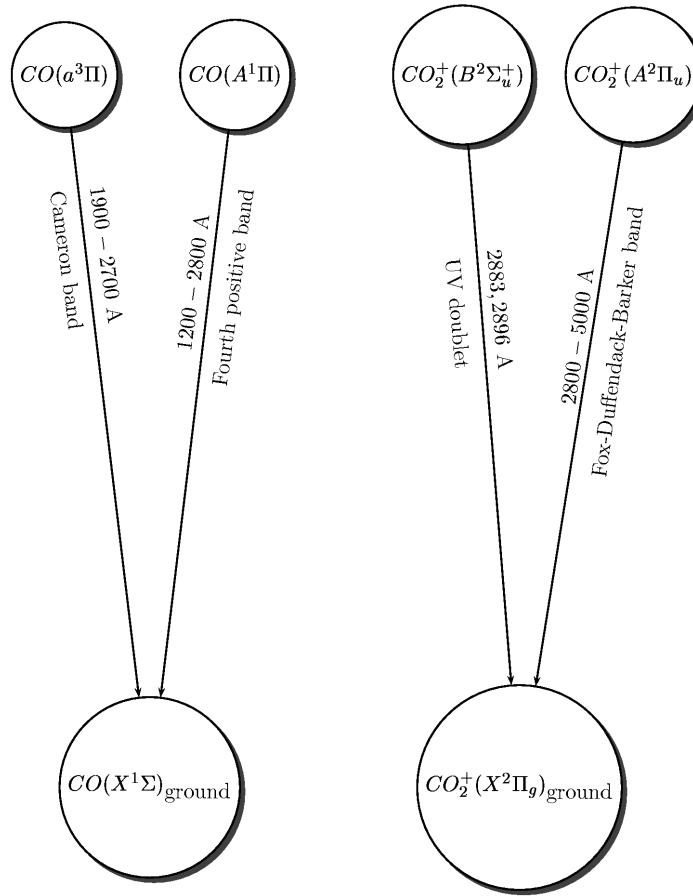 CO(a³Π)
CO(A¹Π)
CO₂⁺(B²Σᵤ⁺)
CO₂⁺(A²Πᵤ)
1900 – 2700 A
Cameron band
1200 – 2800 A
Fourth positive band
2883, 2896 A
UV doublet
2800 – 5000 A
Fox-Duffendack-Barker band
CO(X¹Σ)ground
CO₂⁺(X²Π_g)ground